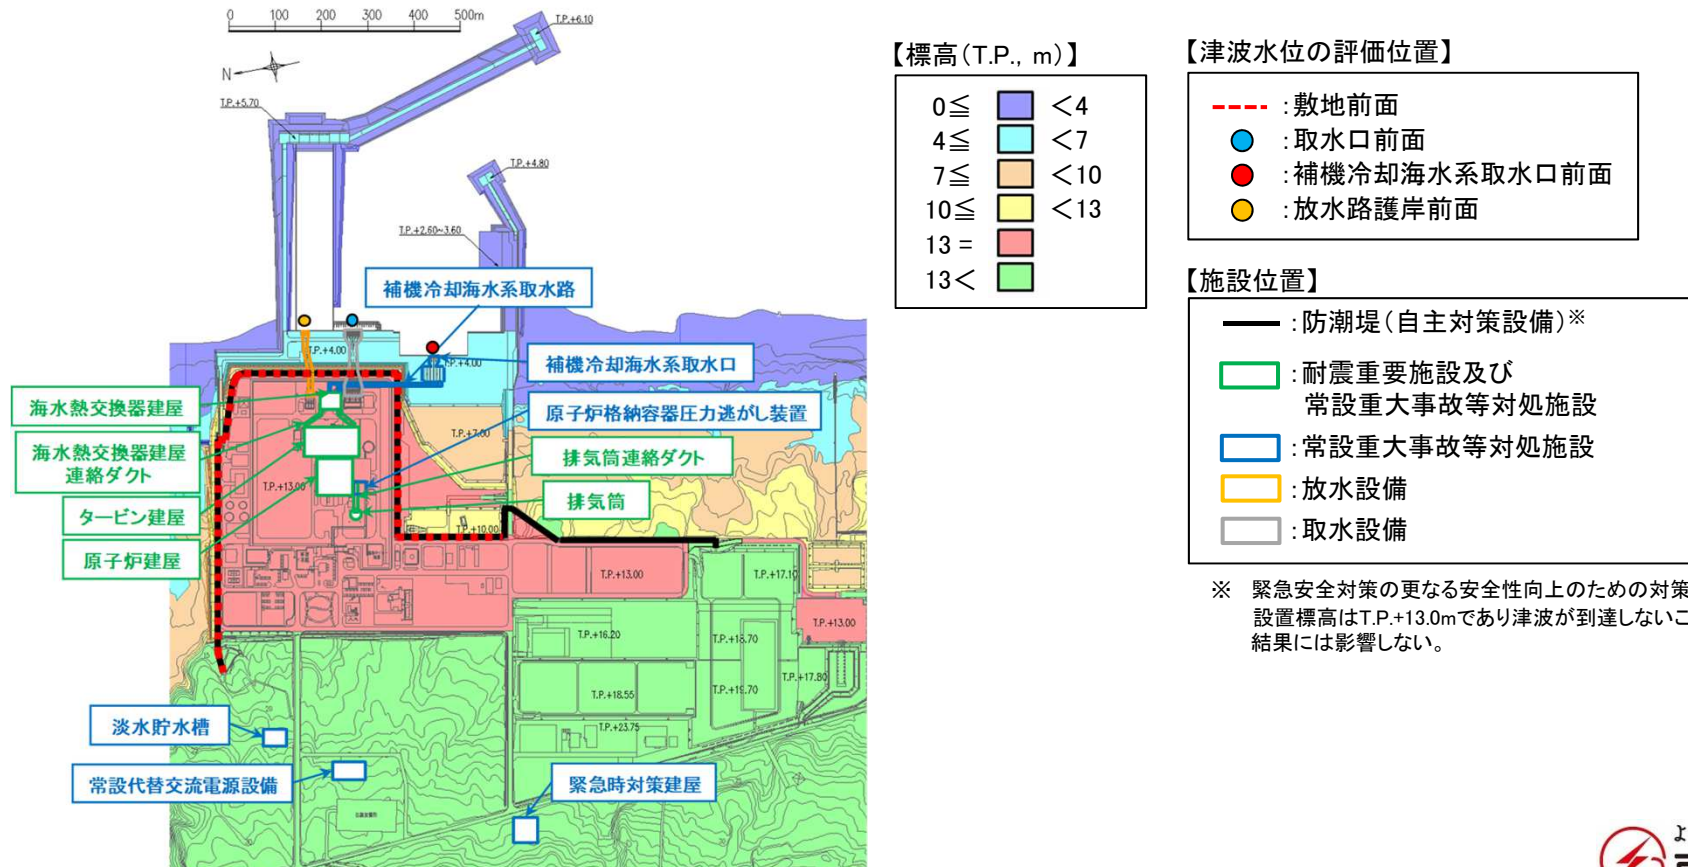 0 100 200 300 400 500m
T.P.+6.10
N
T.P.+5.70
T.P.+4.80
T.P.+2.60~3.60
補機冷却海水系取水路
T.P.+4.00
T.P.+4.00
補機冷却海水系取水口
海水熱交換器建屋
原子炉格納容器圧力逃がし装置
海水熱交換器建屋
連絡ダクト
T.P.+7.00
排気筒連絡ダクト
T.P.+13.00
排気筒
タービン建屋
T.P.+10.00
原子炉建屋
T.P.+13.00
T.P.+17.10
T.P.+13.00
T.P.+16.20
T.P.+18.70
T.P.+17.80
T.P.+18.55
T.P.+19.70
T.P.+23.75
淡水貯水槽
常設代替交流電源設備
緊急時対策建屋
【標高(T.P., m)】
0≦ <4
4≦ <7
7≦ <10
10≦ <13
13 =
13<
【津波水位の評価位置】
:敷地前面
:取水口前面
:補機冷却海水系取水口前面
:放水路護岸前面
【施設位置】
:防潮堤(自主対策設備)※
:耐震重要施設及び
常設重大事故等対処施設
:常設重大事故等対処施設
:放水設備
:取水設備
※ 緊急安全対策の更なる安全性向上のための対策
設置標高はT.P.+13.0mであり津波が到達しないこ
結果には影響しない。
よ